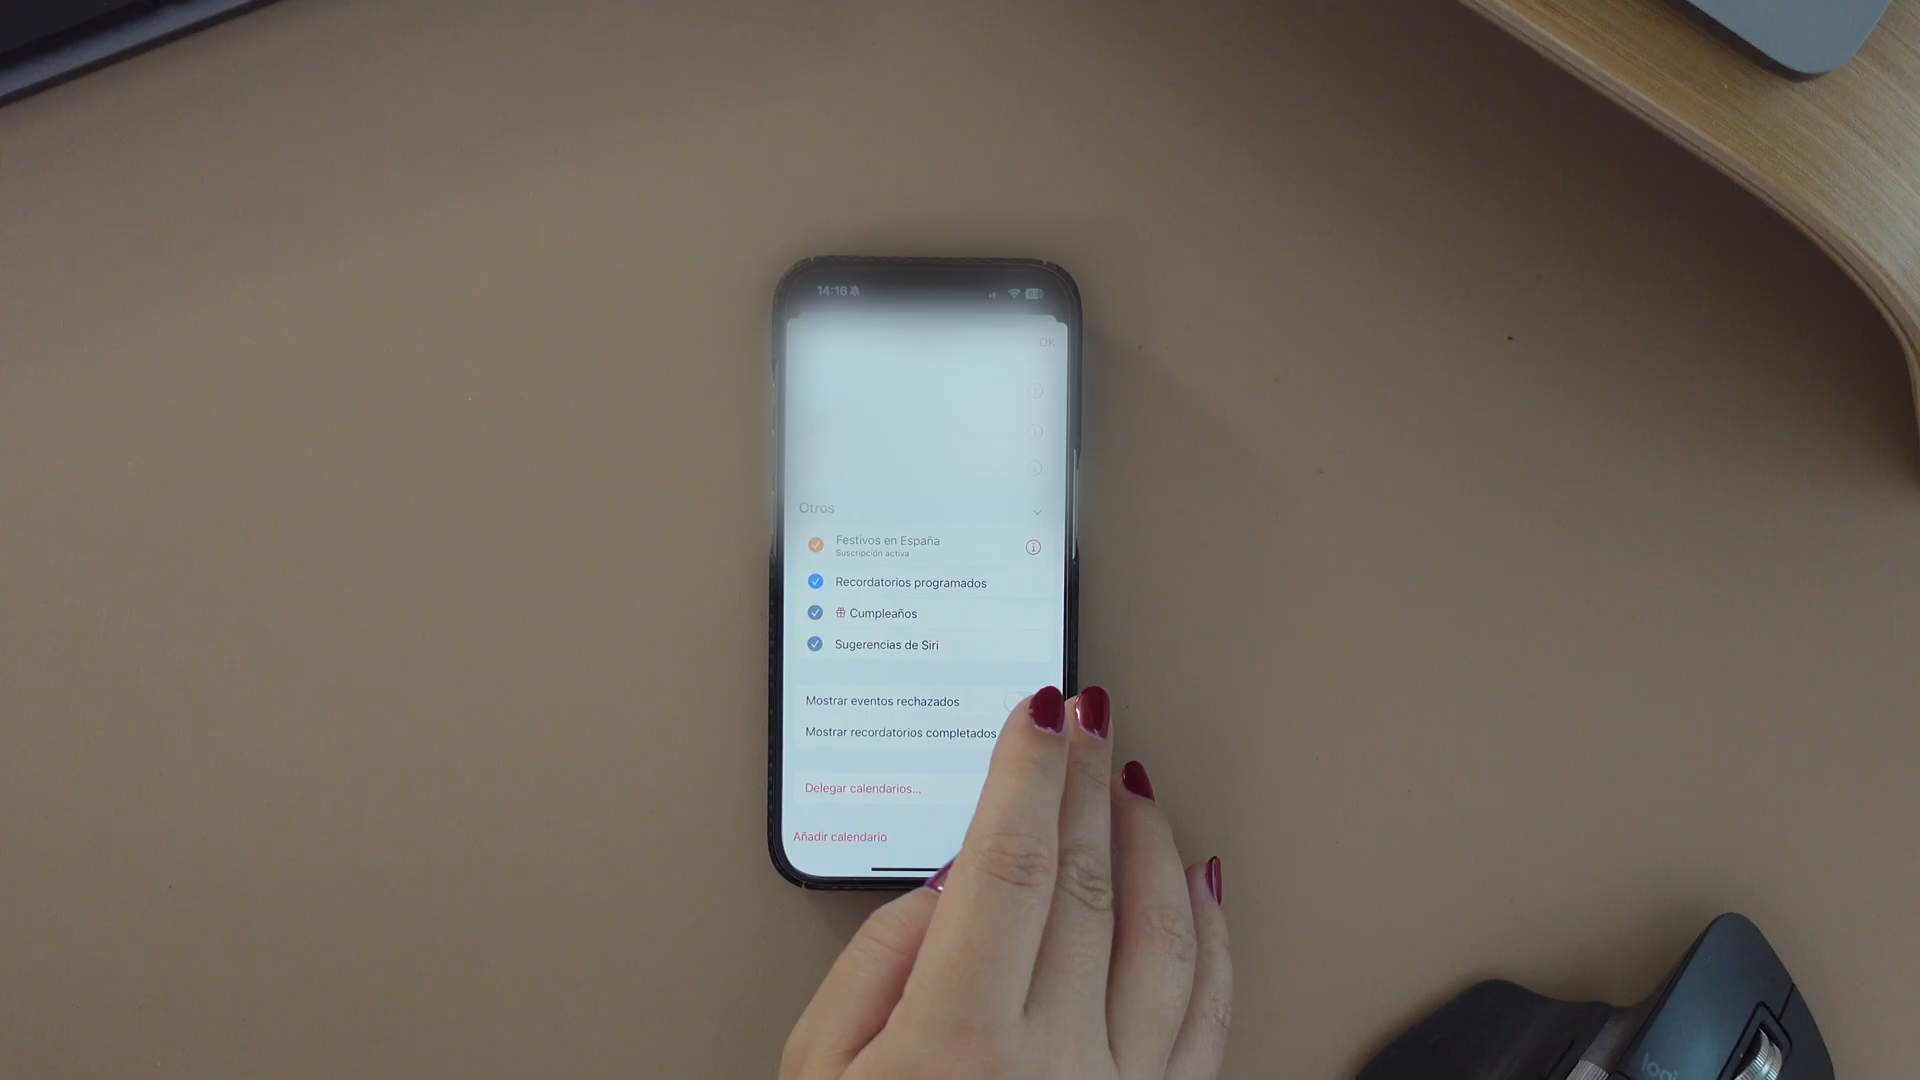 14:16
OK
Otros
Festivos en España
Suscripción activa
Recordatorios programados
Cumpleaños
Sugerencias de Siri
Mostrar eventos rechazados
Mostrar recordatorios completados
Delegar calendarios...
Añadir calendario